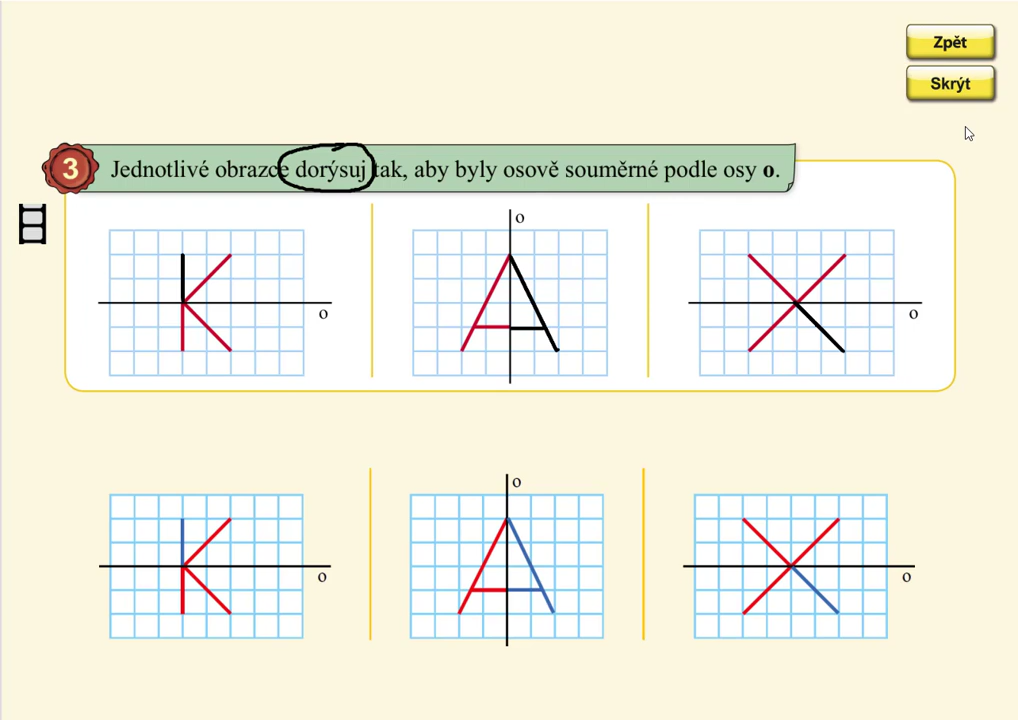 Zpět
Skrýt
3 Jednotlivé obrazce dorýsuj tak, aby byly osově souměrné podle osy o.
o
o
o
o
o
o